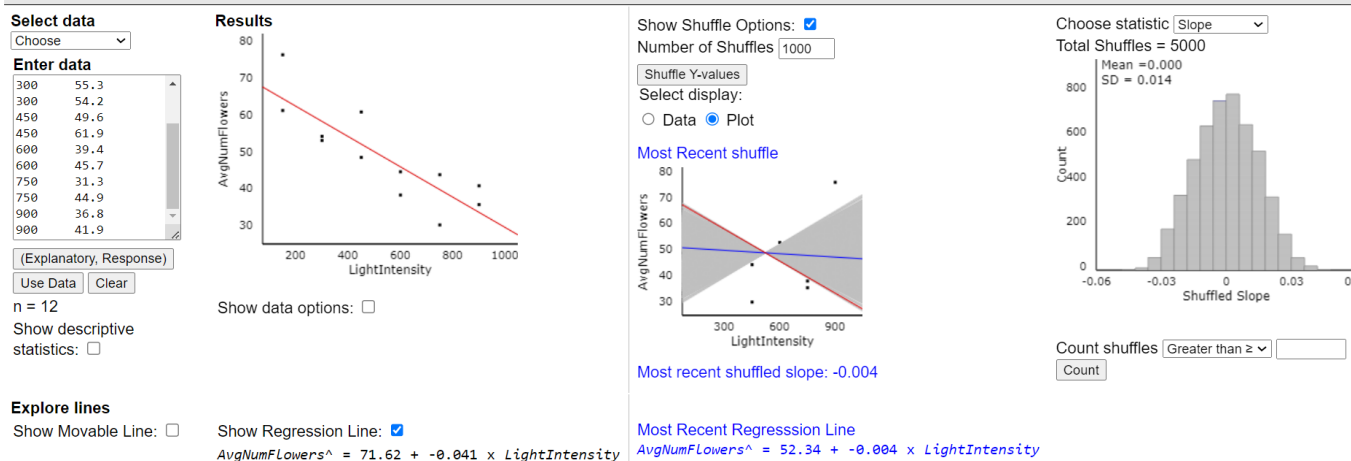 Select data
Choose
Enter data
300 55.3
300 54.2
450 49.6
450 61.9
600 39.4
600 45.7
750 31.3
750 44.9
900 36.8
900 41.9
(Explanatory, Response)
Use Data Clear
n = 12
Show descriptive
statistics:
Explore lines
Show Movable Line:
Results
80
70
60
50
40
30
AvgNumFlowers
200 400 600 800 1000
LightIntensity
Show data options:
Show Regression Line:
AvgNumFlowers^ = 71.62 + -0.041 x LightIntensity
Show Shuffle Options:
Number of Shuffles 1000
Shuffle Y-values
Select display:
Data Plot
Most Recent shuffle
80
70
60
50
40
30
AvgNumFlowers
300 600 900
LightIntensity
Most recent shuffled slope: -0.004
Most Recent Regresssion Line
AvgNumFlowers^ = 52.34 + -0.004 x LightIntensity
Choose statistic Slope
Total Shuffles = 5000
Mean =0.000
SD = 0.014
800
600
400
200
0
Count
-0.06 -0.03 0 0.03 0
Shuffled Slope
Count shuffles Greater than ≥
Count